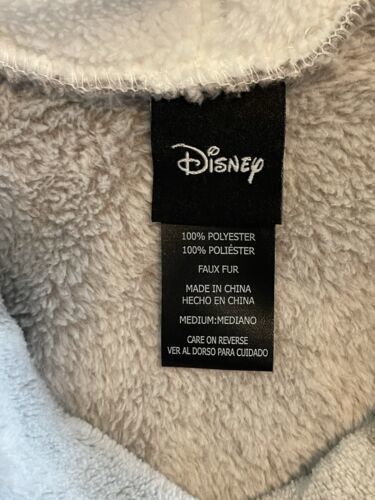 Disney
100% POLYESTER
100% POLIÉSTER
FAUX FUR
MADE IN CHINA
HECHO EN CHINA
MEDIUM:MEDIANO
CARE ON REVERSE
VER AL DORSO PARA CUIDADO